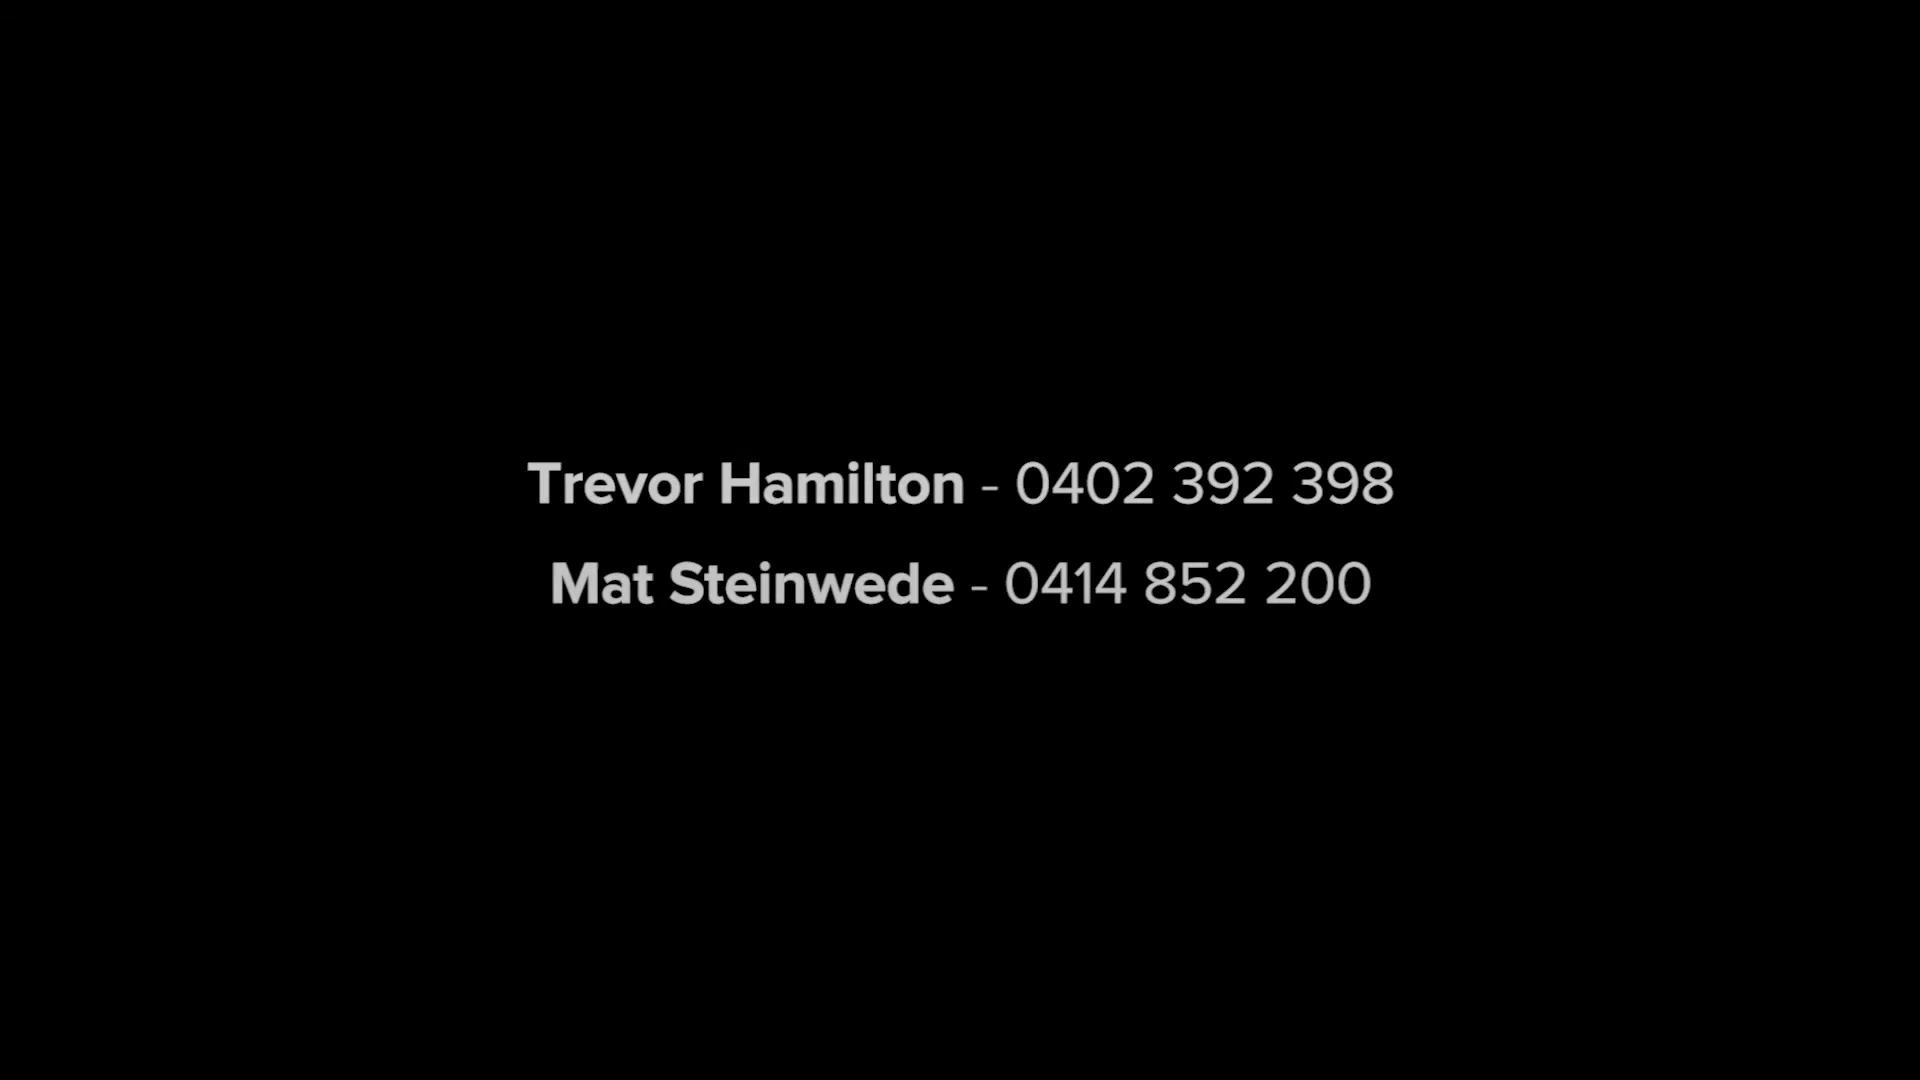 Trevor Hamilton - 0402 392 398
Mat Steinwede - 0414 852 200